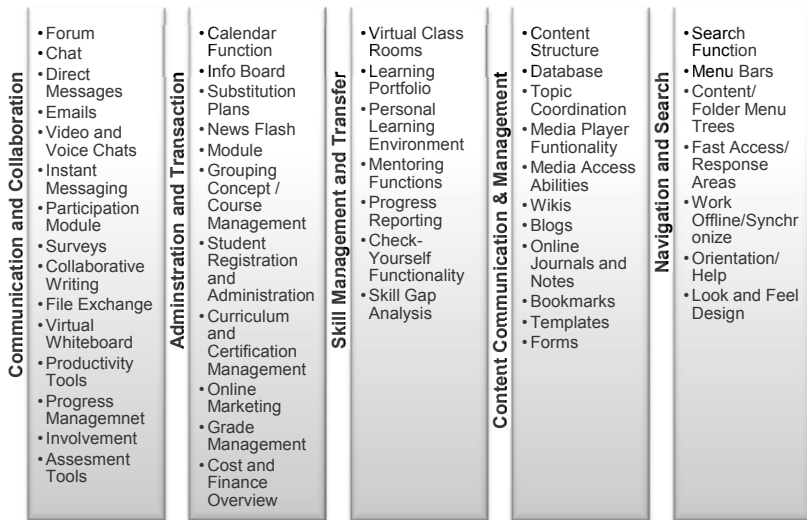 Communication and Collaboration
• Forum
• Chat
• Direct
Messages
• Emails
• Video and
Voice Chats
• Instant
Messaging
• Participation
Module
• Surveys
• Collaborative
Writing
• File Exchange
• Virtual
Whiteboard
• Productivity
Tools
• Progress
Managemnet
• Involvement
• Assesment
Tools
Adminstration and Transaction
• Calendar
Function
• Info Board
• Substitution
Plans
• News Flash
• Module
• Grouping
Concept /
Course
Management
• Student
Registration
and
Administration
• Curriculum
and
Certification
Management
• Online
Marketing
• Grade
Management
• Cost and
Finance
Overview
Skill Management and Transfer
• Virtual Class
Rooms
• Learning
Portfolio
• Personal
Learning
Environment
• Mentoring
Functions
• Progress
Reporting
• Check-
Yourself
Functionality
• Skill Gap
Analysis
Content Communication & Management
• Content
Structure
• Database
• Topic
Coordination
• Media Player
Funtionality
• Media Access
Abilities
• Wikis
• Blogs
• Online
Journals and
Notes
• Bookmarks
• Templates
• Forms
Navigation and Search
• Search
Function
• Menu Bars
• Content/
Folder Menu
Trees
• Fast Access/
Response
Areas
• Work
Offline/Synchr
onize
• Orientation/
Help
• Look and Feel
Design